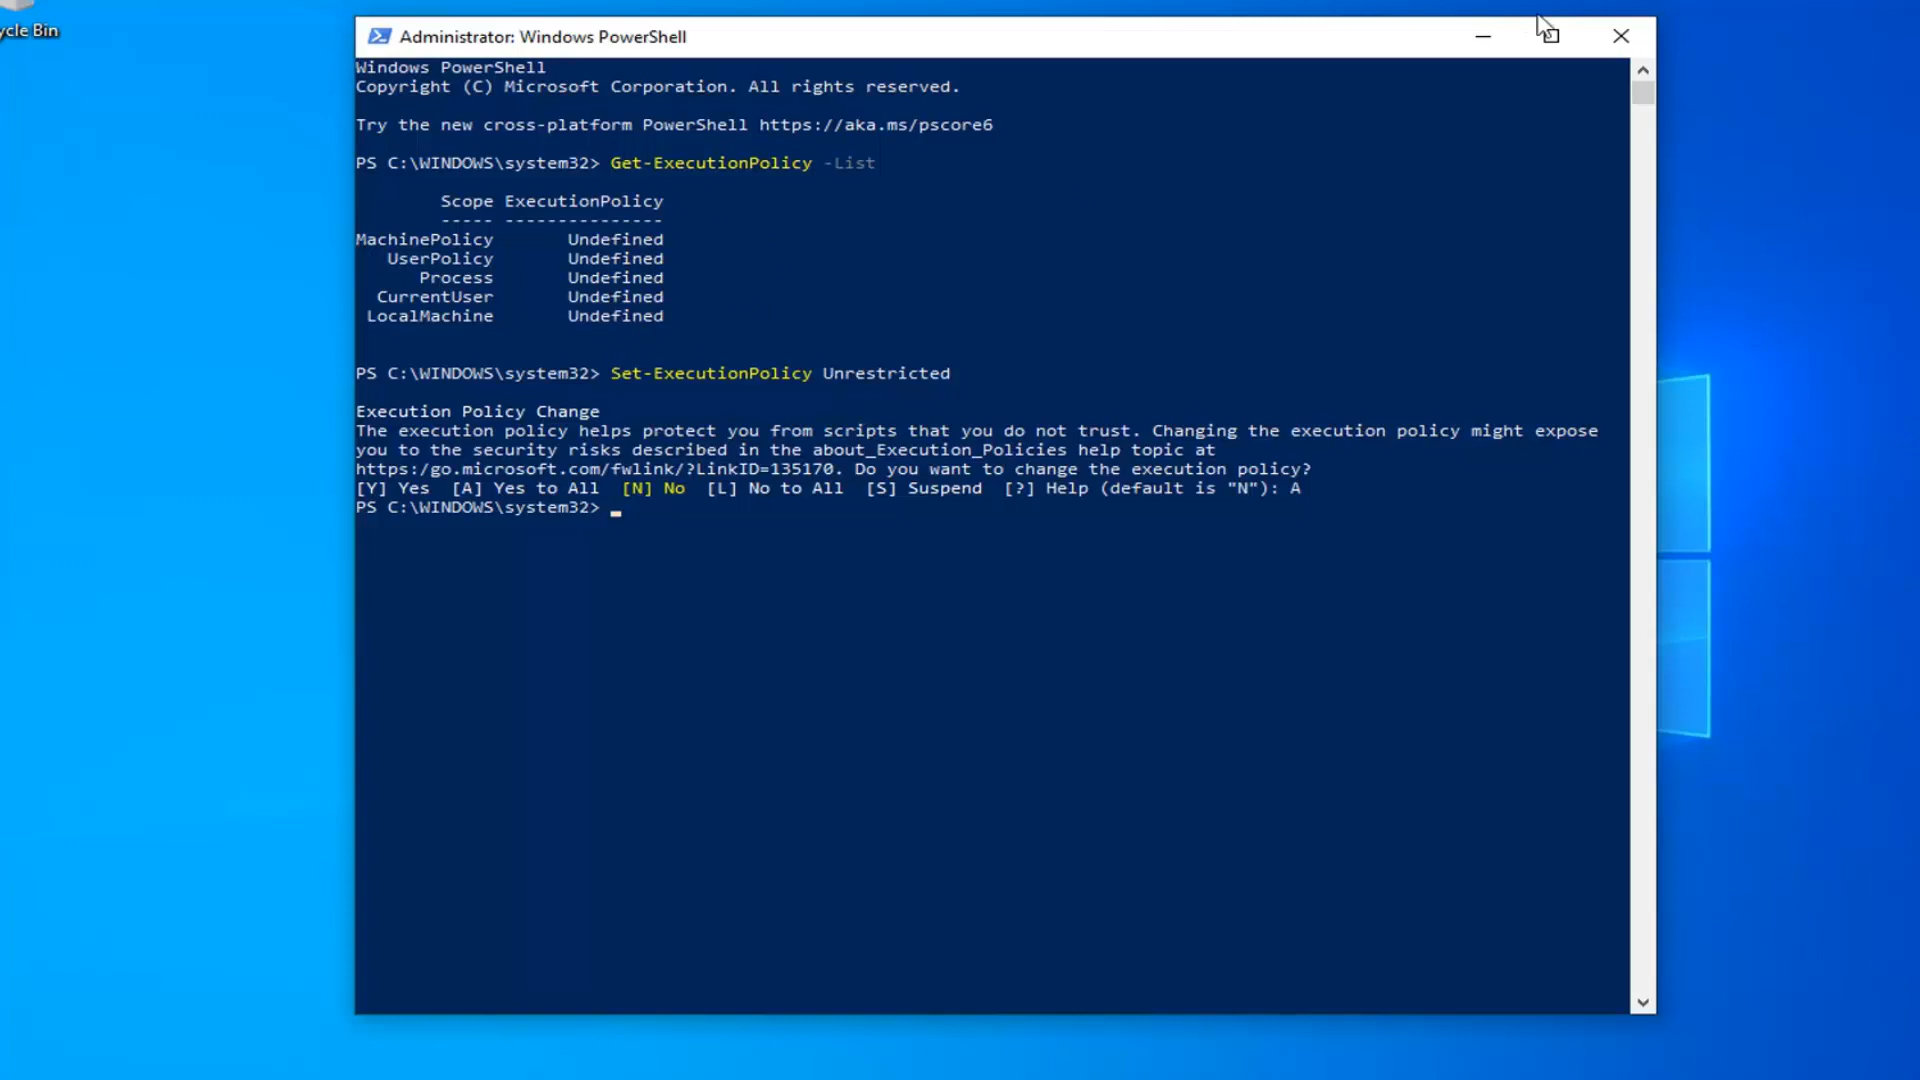 ycle Bin
Administrator: Windows PowerShell
Windows PowerShell
Copyright (C) Microsoft Corporation. All rights reserved.
Try the new cross-platform PowerShell https://aka.ms/pscore6
PS C:\WINDOWS\system32> Get-ExecutionPolicy -List
Scope ExecutionPolicy
----- ---------------
MachinePolicy Undefined
UserPolicy Undefined
Process Undefined
CurrentUser Undefined
LocalMachine Undefined
PS C:\WINDOWS\system32> Set-ExecutionPolicy Unrestricted
Execution Policy Change
The execution policy helps protect you from scripts that you do not trust. Changing the execution policy might expose
you to the security risks described in the about_Execution_Policies help topic at
https:/go.microsoft.com/fwlink/?LinkID=135170. Do you want to change the execution policy?
[Y] Yes [A] Yes to All [N] No [L] No to All [S] Suspend [?] Help (default is "N"): A
PS C:\WINDOWS\system32>